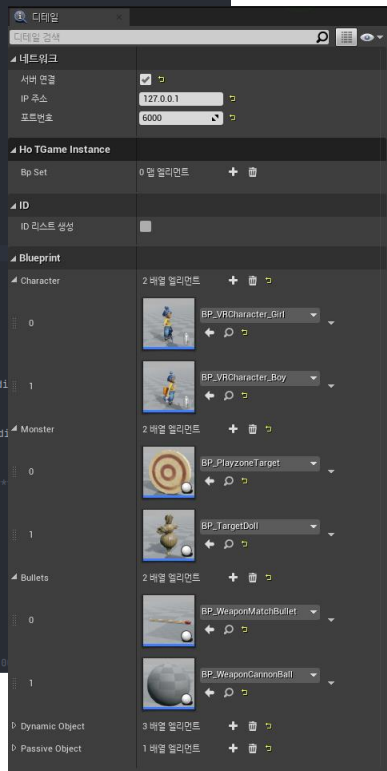 디테일
디테일 검색
네트워크
서버 연결
IP 주소 127.0.0.1
포트번호 6000
Ho TGame Instance
Bp Set 0 맵 엘리먼트
ID
ID 리스트 생성
Blueprint
Character 2 배열 엘리먼트
0 BP_VRCharacter_Girl
1 BP_VRCharacter_Boy
Monster 2 배열 엘리먼트
0 BP_PlayzoneTarget
1 BP_TargetDoll
Bullets 2 배열 엘리먼트
0 BP_WeaponMatchBullet
1 BP_WeaponCannonBall
Dynamic Object 3 배열 엘리먼트
Passive Object 1 배열 엘리먼트